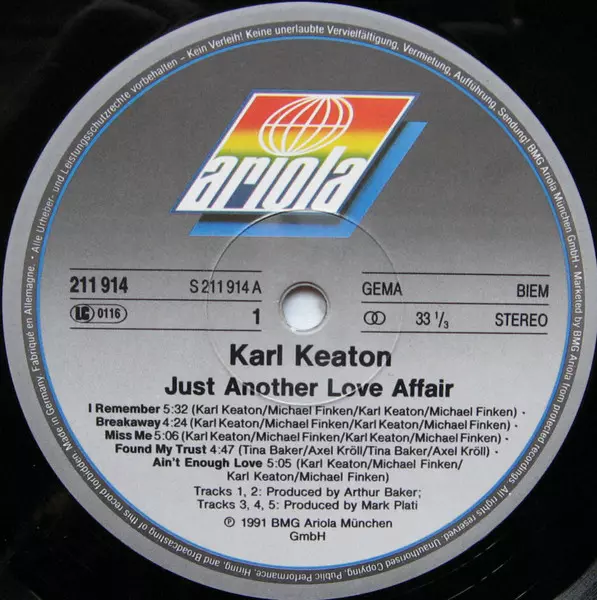 Alle Urheber- und Leistungsschutzrechte vorbehalten – Kein Verleih! Keine unerlaubte Vervielfältigung, Vermietung, Aufführung, Sendung! BMG Ariola München GmbH •
ariola
211 914
S 211 914 A
GEMA
BIEM
LC 0116
1
33 1/3
STEREO
Karl Keaton
Just Another Love Affair
I Remember 5:32 (Karl Keaton/Michael Finken/Karl Keaton/Michael Finken) ·
Breakaway 4:24 (Karl Keaton/Michael Finken/Karl Keaton/Michael Finken) ·
Miss Me 5:06 (Karl Keaton/Michael Finken/Karl Keaton/Michael Finken) ·
Found My Trust 4:47 (Tina Baker/Axel Kröll/Tina Baker/Axel Kröll) ·
Ain't Enough Love 5:05 (Karl Keaton/Michael Finken/
Karl Keaton/Michael Finken)
Tracks 1, 2: Produced by Arthur Baker;
Tracks 3, 4, 5: Produced by Mark Plati
Ⓟ 1991 BMG Ariola München
GmbH
Marketed by BMG Ariola from protected recordings. All rights reserved. Unauthorised Copying, Public Performance, Hiring, and Broadcasting of this record forbidden. Made in Germany. Fabriqué en Allemagne. •